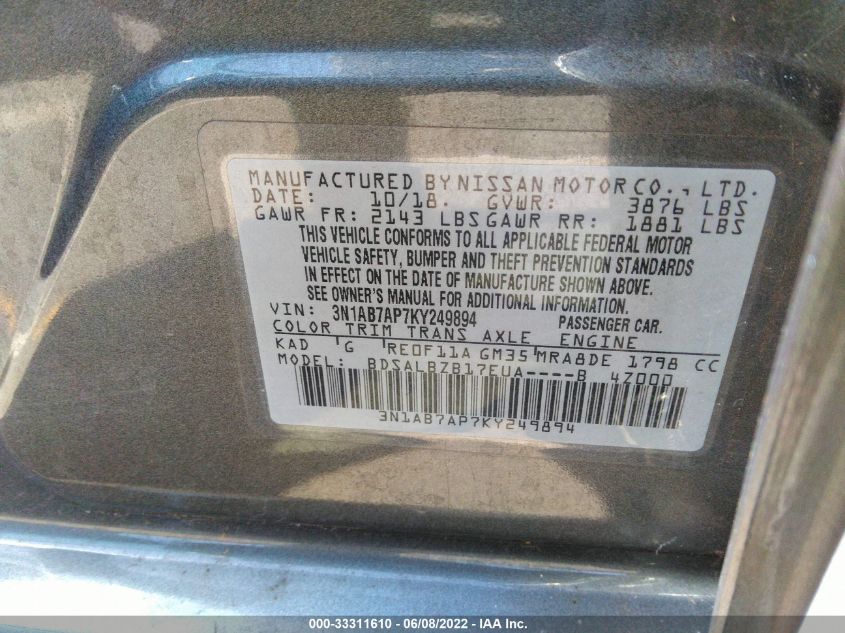 MANUFACTURED BY NISSAN MOTOR CO., LTD.
DATE: 10/18. GVWR: 3876 LBS
GAWR FR: 2143 LBS GAWR RR: 1881 LBS
THIS VEHICLE CONFORMS TO ALL APPLICABLE FEDERAL MOTOR
VEHICLE SAFETY, BUMPER AND THEFT PREVENTION STANDARDS
IN EFFECT ON THE DATE OF MANUFACTURE SHOWN ABOVE.
SEE OWNER'S MANUAL FOR ADDITIONAL INFORMATION.
VIN: 3N1AB7AP7KY249894 PASSENGER CAR.
COLOR TRIM TRANS AXLE ENGINE
KAD G RE0F11A GM35 MRA8DE 1798 CC
MODEL: BDSALBZB17EUA----B 4Z000
3N1AB7AP7KY249894
000-33311610 - 06/08/2022 - IAA Inc.